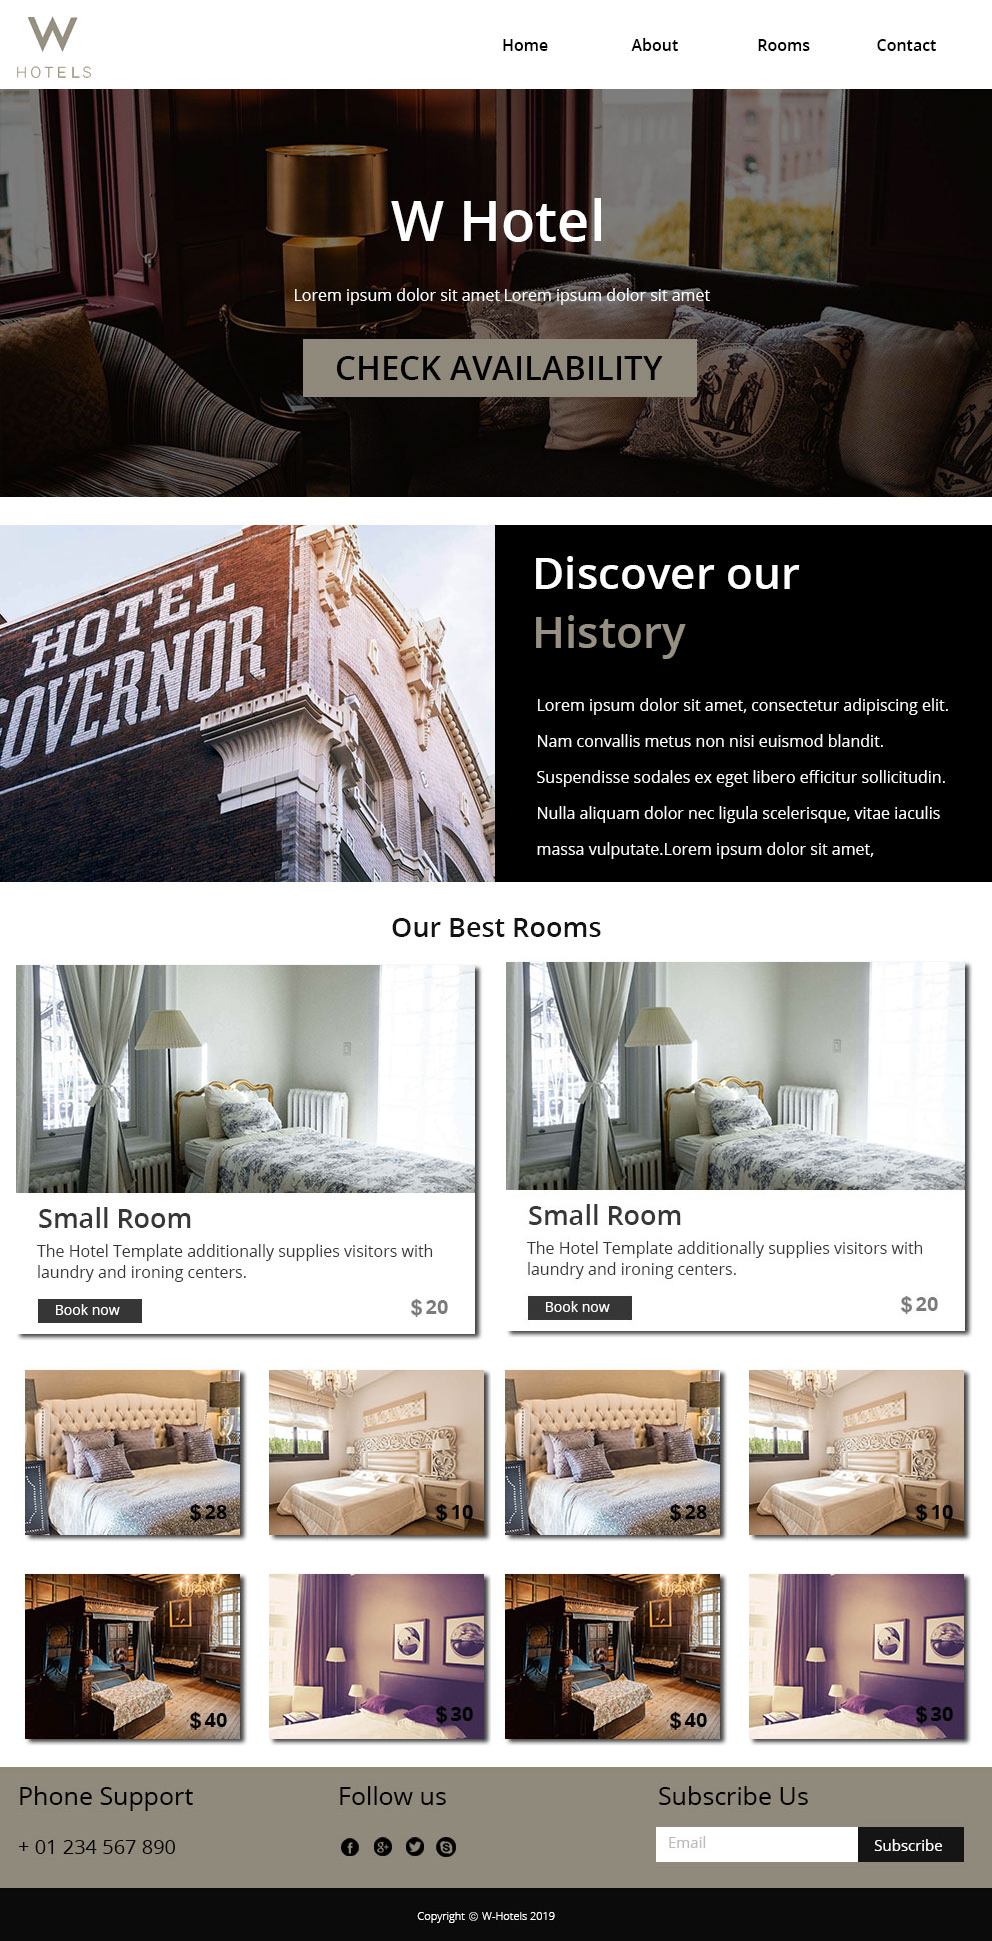 W
HOTELS
Home About Rooms Contact
W Hotel
Lorem ipsum dolor sit amet Lorem ipsum dolor sit amet
CHECK AVAILABILITY
HOTEL
GOVERNOR
Discover our
History
Lorem ipsum dolor sit amet, consectetur adipiscing elit.
Nam convallis metus non nisi euismod blandit.
Suspendisse sodales ex eget libero efficitur sollicitudin.
Nulla aliquam dolor nec ligula scelerisque, vitae iaculis
massa vulputate.Lorem ipsum dolor sit amet,
Our Best Rooms
Small Room
The Hotel Template additionally supplies visitors with
laundry and ironing centers.
Book now
$ 20
Small Room
The Hotel Template additionally supplies visitors with
laundry and ironing centers.
Book now
$ 20
$ 28
$ 10
$ 28
$ 10
$ 40
$ 30
$ 40
$ 30
Phone Support
+ 01 234 567 890
Follow us
Subscribe Us
Email
Subscribe
Copyright © W-Hotels 2019